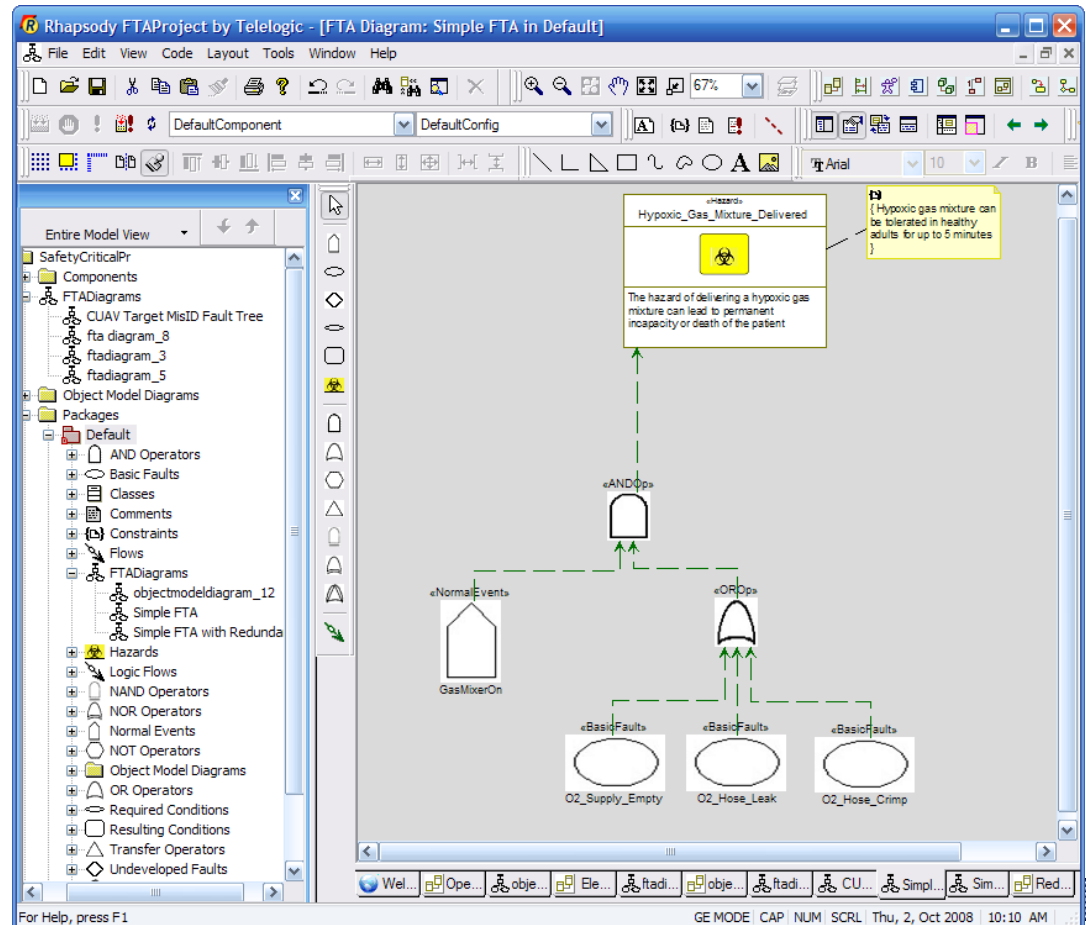 Rhapsody FTAProject by Telelogic - [FTA Diagram: Simple FTA in Default]
File Edit View Code Layout Tools Window Help
67%
DefaultComponent DefaultConfig
A Arial 10 B
Entire Model View
SafetyCriticalPr
Components
FTADiagrams
CUAV Target MisID Fault Tree
fta diagram_8
ftadiagram_3
ftadiagram_5
Object Model Diagrams
Packages
Default
AND Operators
Basic Faults
Classes
Comments
Constraints
Flows
FTADiagrams
objectmodeldiagram_12
Simple FTA
Simple FTA with Redunda
Hazards
Logic Flows
NAND Operators
NOR Operators
Normal Events
NOT Operators
Object Model Diagrams
OR Operators
Required Conditions
Resulting Conditions
Transfer Operators
Undeveloped Faults
«Hazard»
Hypoxic_Gas_Mixture_Delivered
The hazard of delivering a hypoxic gas
mixture can lead to permanent
incapacity or death of the patient
{ Hypoxic gas mixture can
be tolerated in healthy
adults for up to 5 minutes
}
«ANDOp»
«NormalEvent»
GasMixerOn
«OROp»
«BasicFault» «BasicFault» «BasicFault»
O2_Supply_Empty O2_Hose_Leak O2_Hose_Crimp
Wel... Ope... obje... Ele... ftadi... obje... ftadi... CU... Simpl... Sim... Red...
For Help, press F1 GE MODE CAP NUM SCRL Thu, 2, Oct 2008 10:10 AM